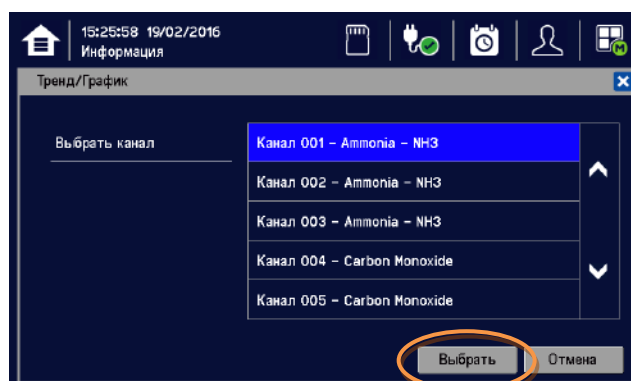 15:25:58 19/02/2016
Информация
M
Тренд/График
Выбрать канал
Канал 001 - Ammonia - NH3
Канал 002 - Ammonia - NH3
Канал 003 - Ammonia - NH3
Канал 004 - Carbon Monoxide
Канал 005 - Carbon Monoxide
Выбрать Отмена